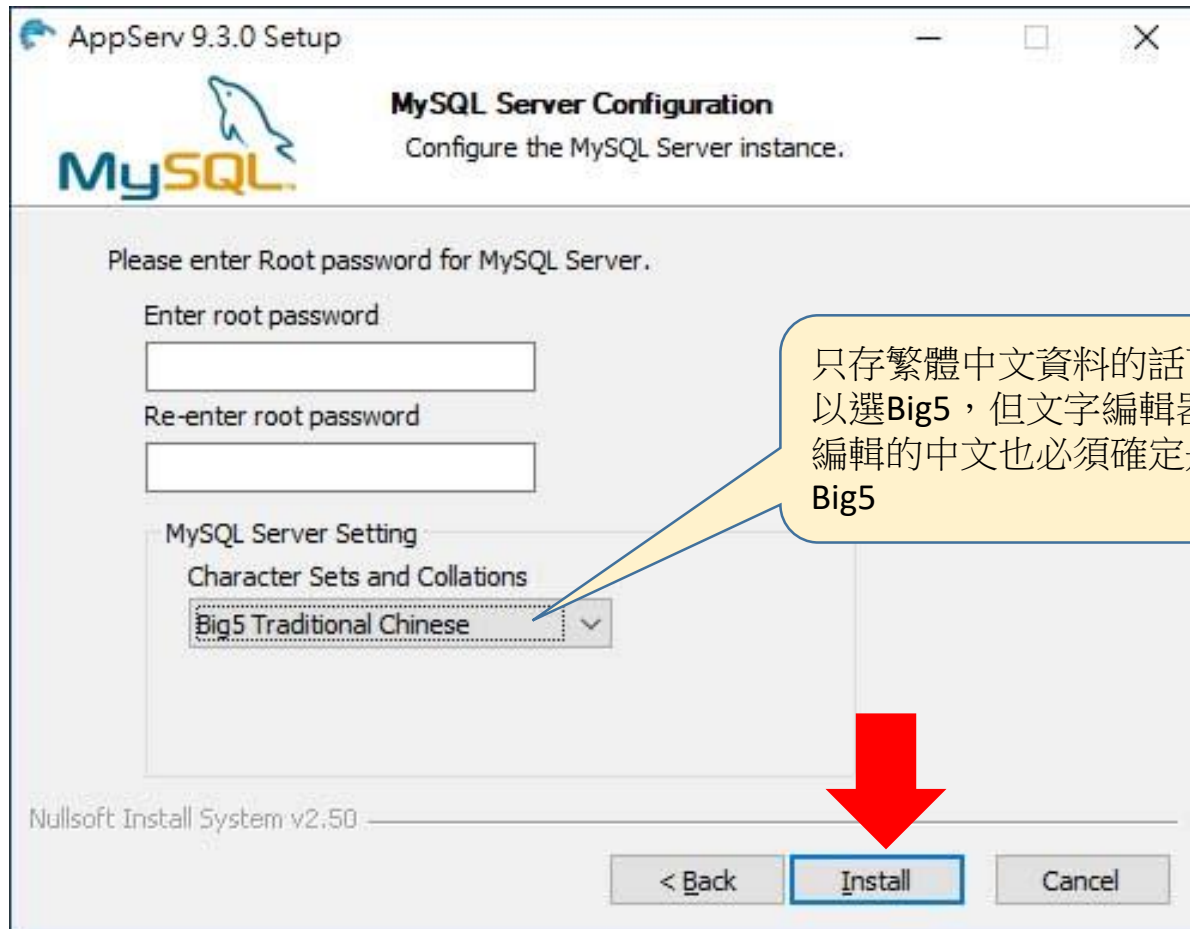 AppServ 9.3.0 Setup
MySQL
MySQL Server Configuration
Configure the MySQL Server instance.
Please enter Root password for MySQL Server.
Enter root password
Re-enter root password
只存繁體中文資料的話
以選Big5，但文字編輯
編輯的中文也必須確定
Big5
MySQL Server Setting
Character Sets and Collations
Big5 Traditional Chinese
Nullsoft Install System v2.50
< Back
Install
Cancel